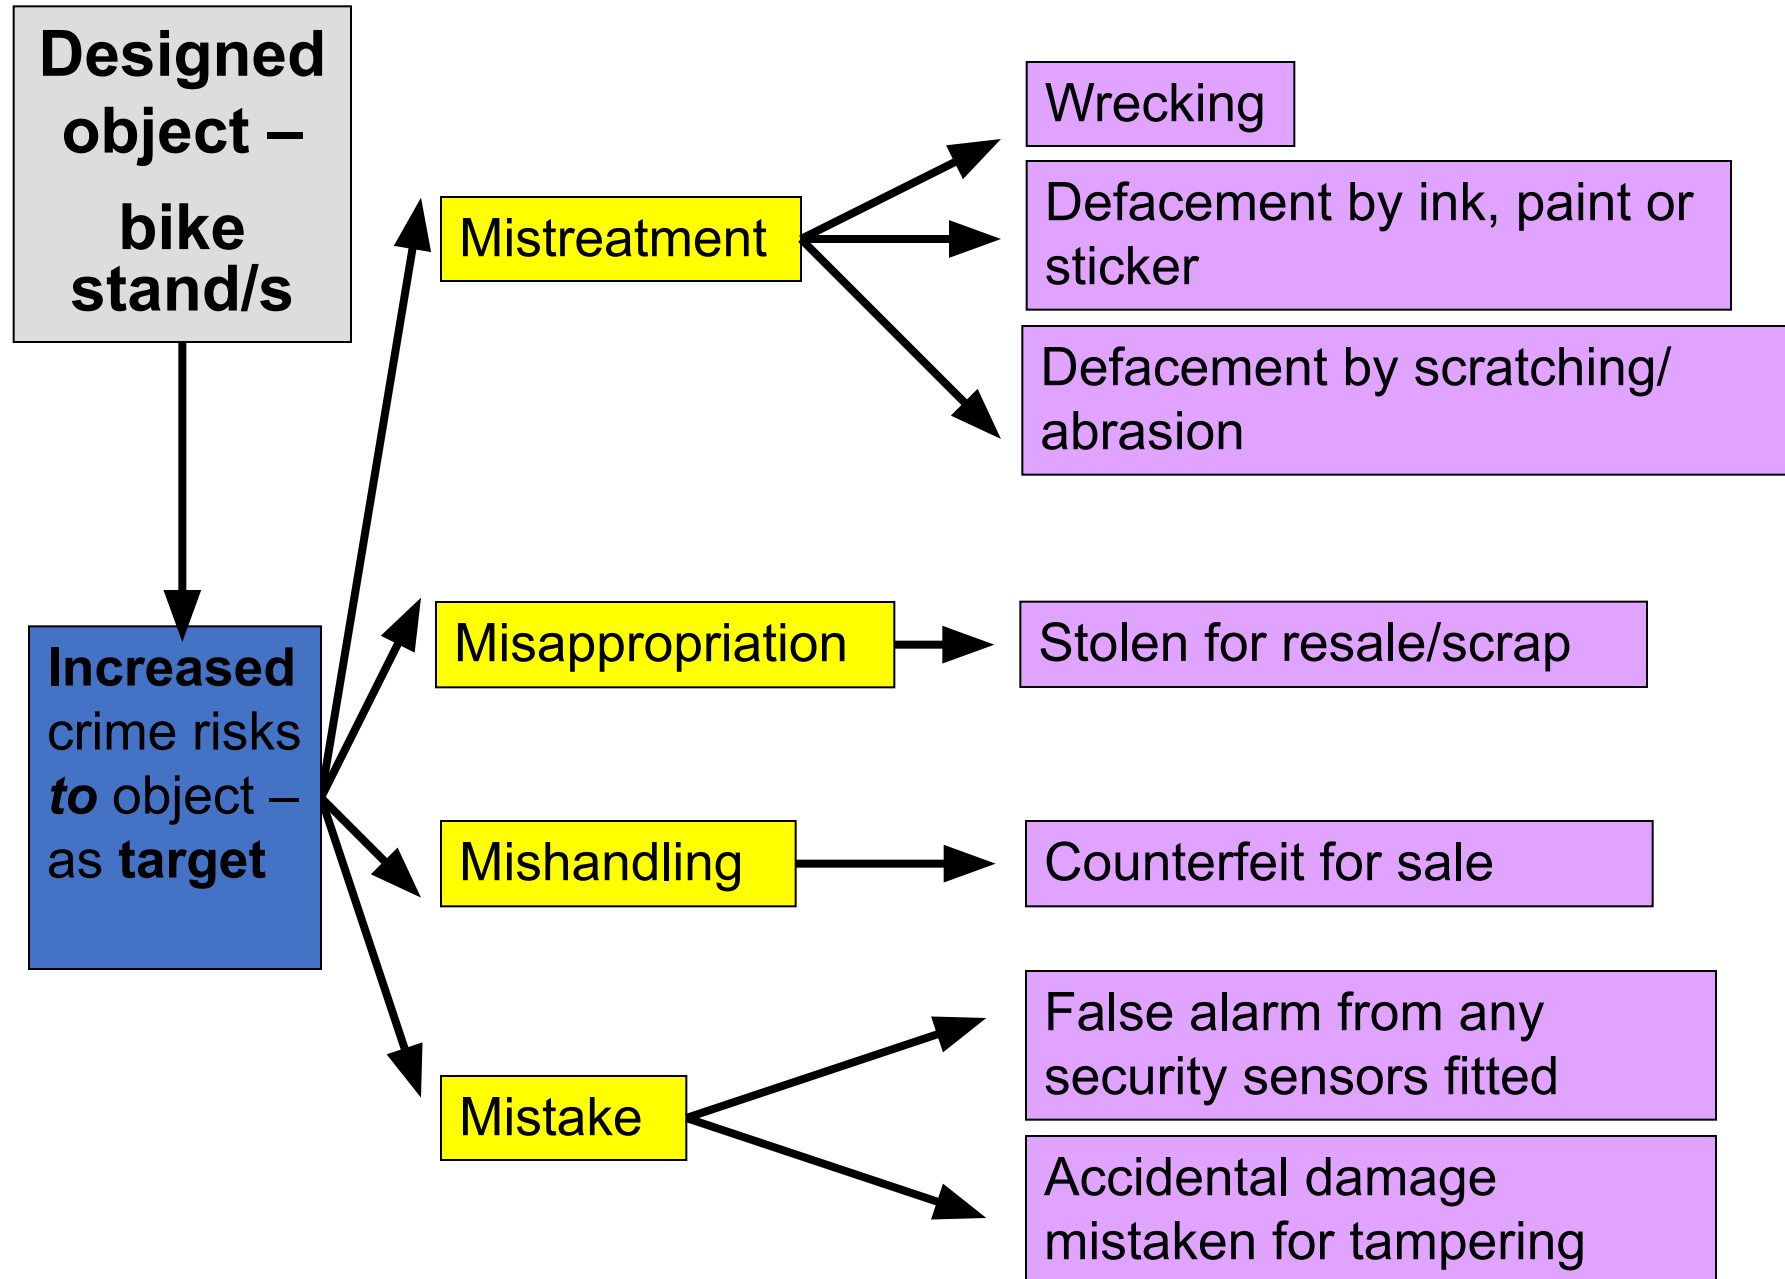 Designed
object –
bike
stand/s
Increased
crime risks
to object –
as target
Mistreatment
Wrecking
Defacement by ink, paint or
sticker
Defacement by scratching/
abrasion
Misappropriation
Stolen for resale/scrap
Mishandling
Counterfeit for sale
Mistake
False alarm from any
security sensors fitted
Accidental damage
mistaken for tampering